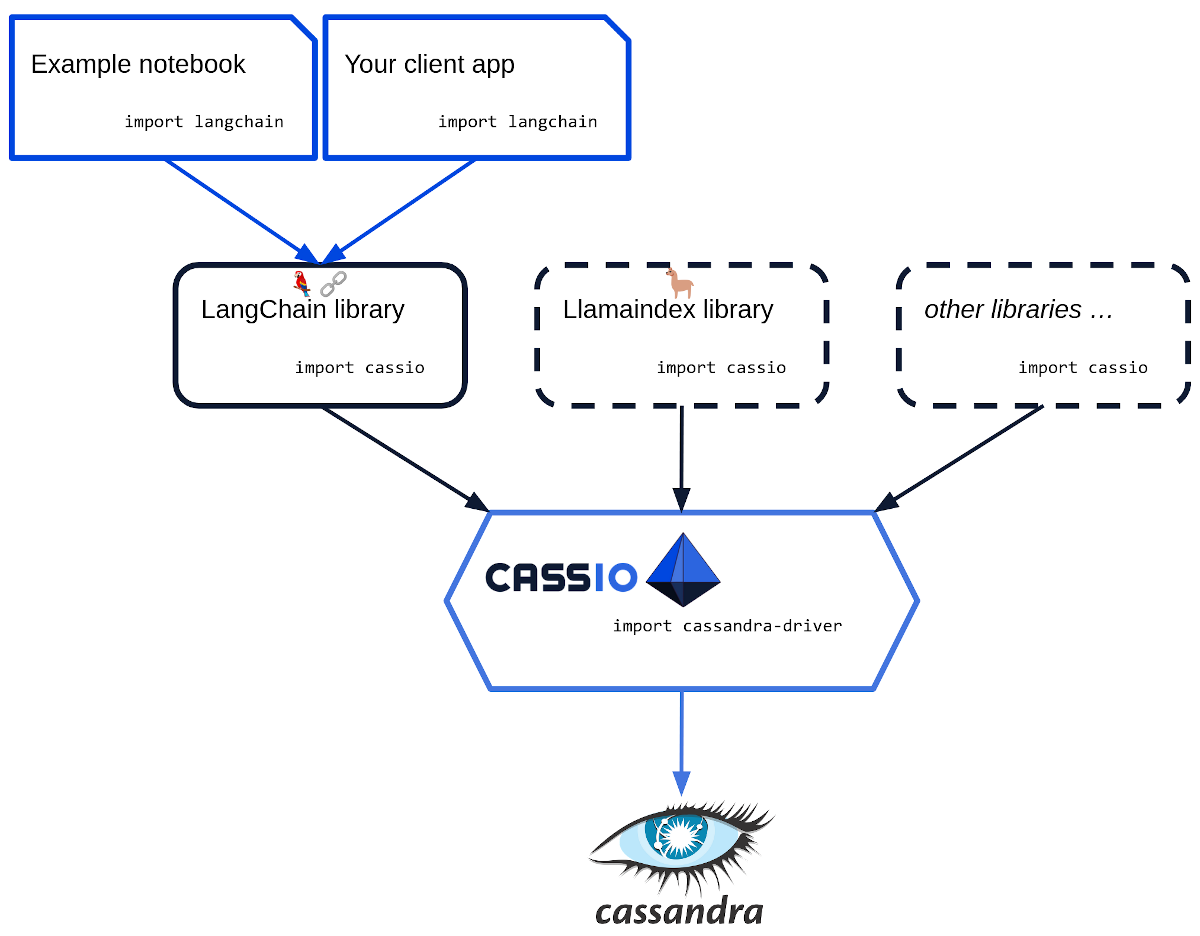 Example notebook
import langchain
Your client app
import langchain
LangChain library
import cassio
Llamaindex library
import cassio
other libraries …
import cassio
CASSIO
import cassandra-driver
cassandra